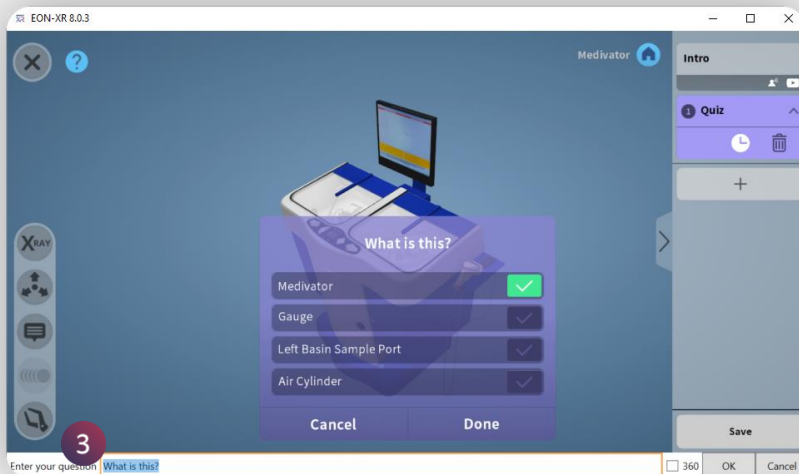 EON-XR 8.0.3
Medivator
Intro
1 Quiz
XRAY
What is this?
Medivator
Gauge
Left Basin Sample Port
Air Cylinder
Cancel Done
Save
3
Enter your question What is this? 360 OK Cancel